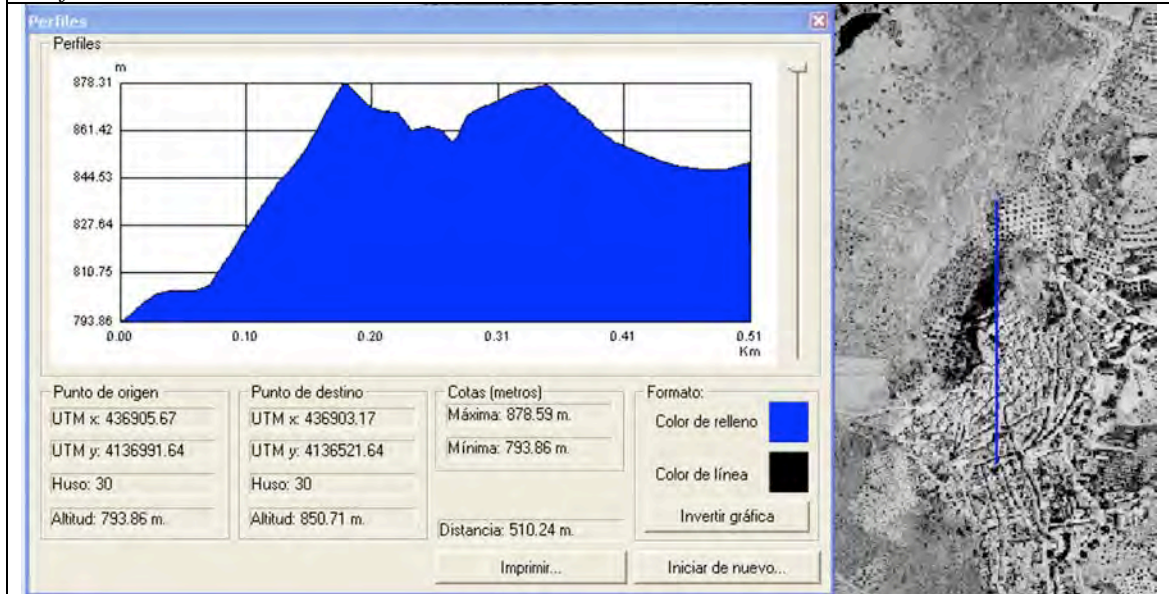 Perfiles
Perfiles
m
878.31
861.42
844.53
827.64
810.75
793.86
0.00 0.10 0.20 0.31 0.41 0.51
Km
Punto de origen
UTM x: 436905.67
UTM y: 4136991.64
Huso: 30
Altitud: 793.86 m.
Punto de destino
UTM x: 436903.17
UTM y: 4136521.64
Huso: 30
Altitud: 850.71 m.
Cotas (metros)
Máxima: 878.59 m.
Mínima: 793.86 m.
Distancia: 510.24 m.
Formato:
Color de relleno
Color de línea
Invertir gráfica
Imprimir...
Iniciar de nuevo...